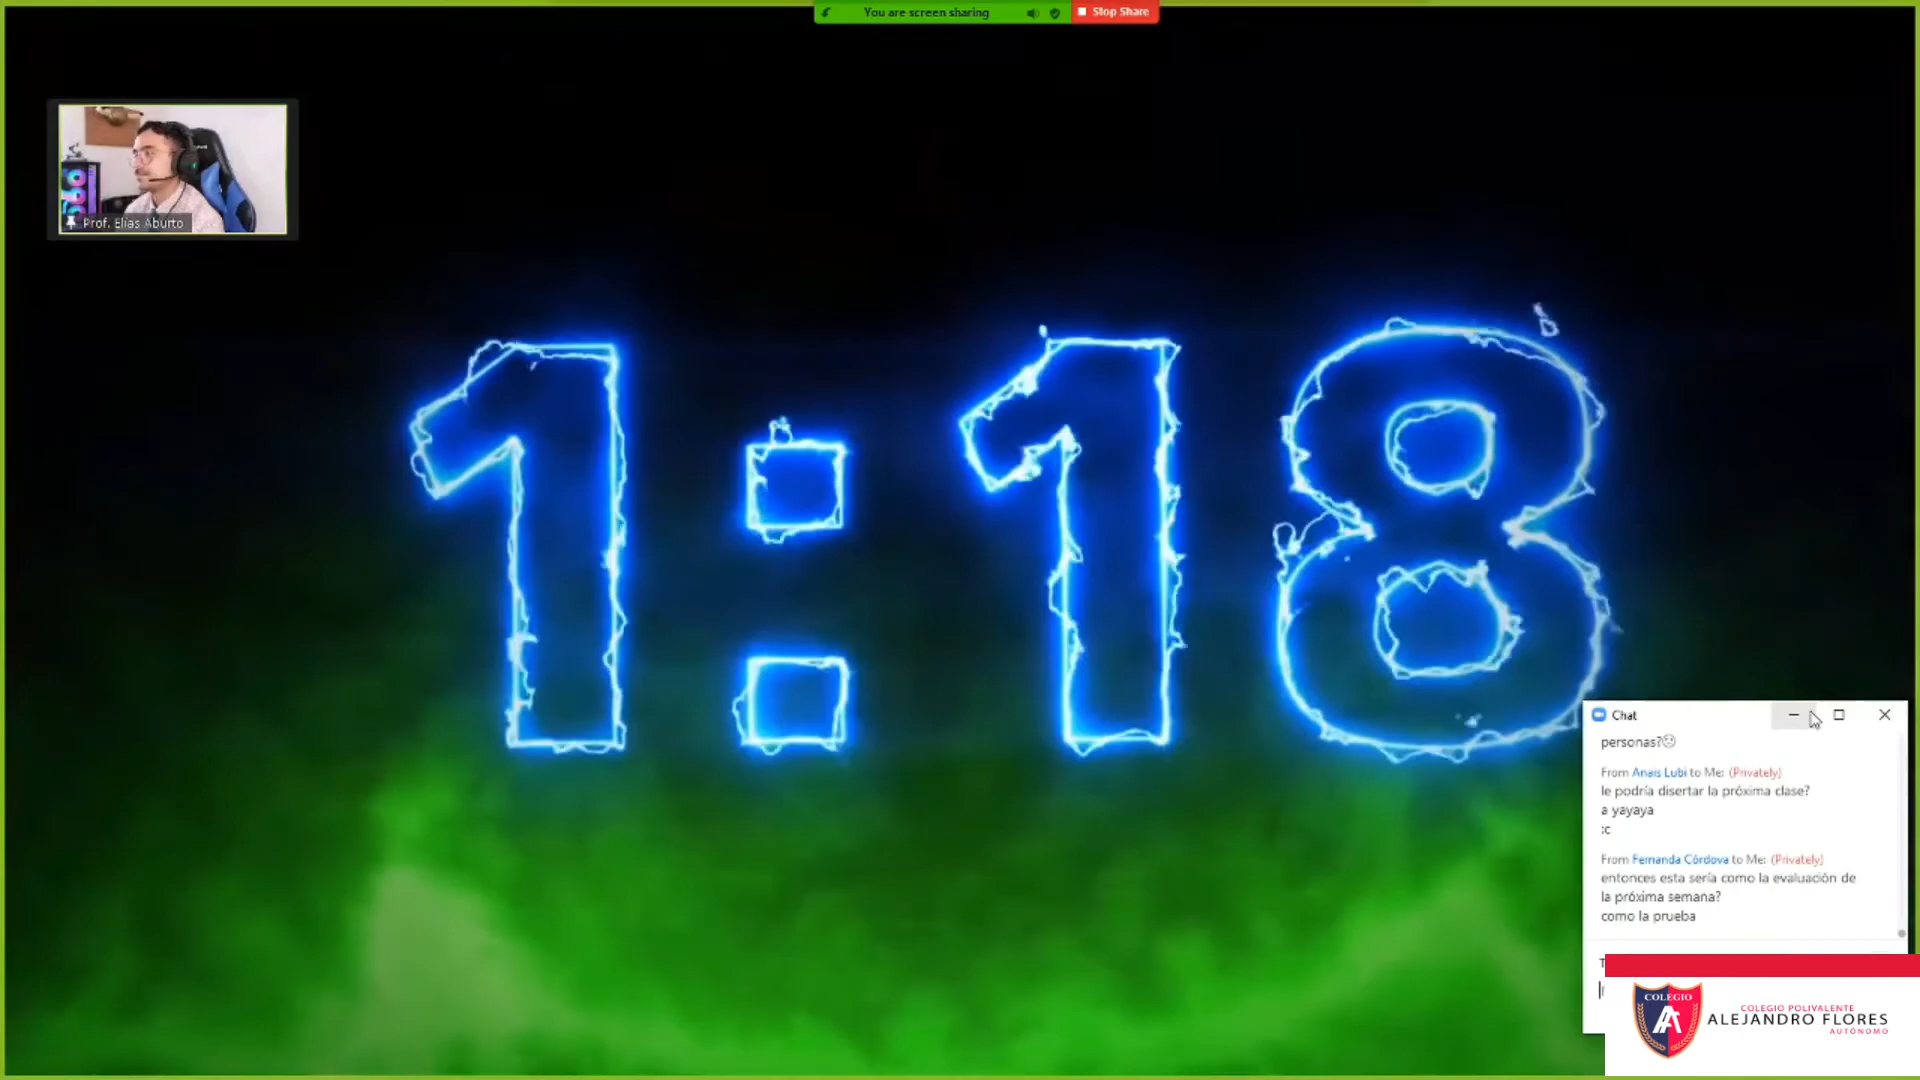 You are screen sharing
Stop Share
Prof. Elías Aburto
1:18
Chat
personas?
From Anais Lubi to Me: (Privately)
le podría disertar la próxima clase?
a yayaya
:c
From Fernanda Córdova to Me: (Privately)
entonces esta sería como la evaluación de
la próxima semana?
como la prueba
COLEGIO
COLEGIO POLIVALENTE
ALEJANDRO FLORES
AUTÓNOMO